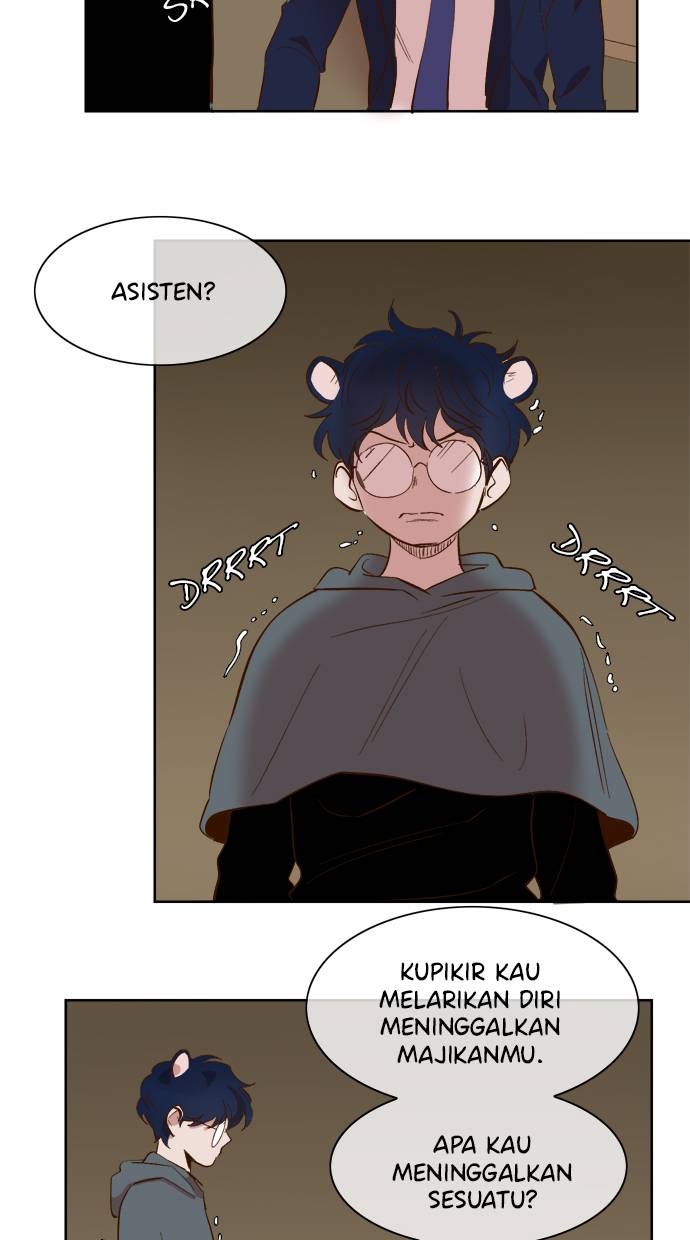 ASISTEN?
DRRRT
DRRRT
KUPIKIR KAU
MELARIKAN DIRI
MENINGGALKAN
MAJIKANMU.
APA KAU
MENINGGALKAN
SESUATU?